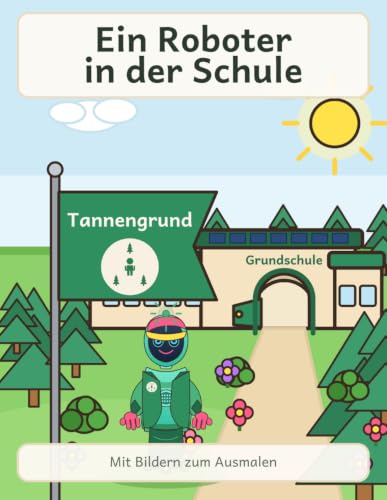 Ein Roboter
in der Schule
Tannengrund
Grundschule
Mit Bildern zum Ausmalen